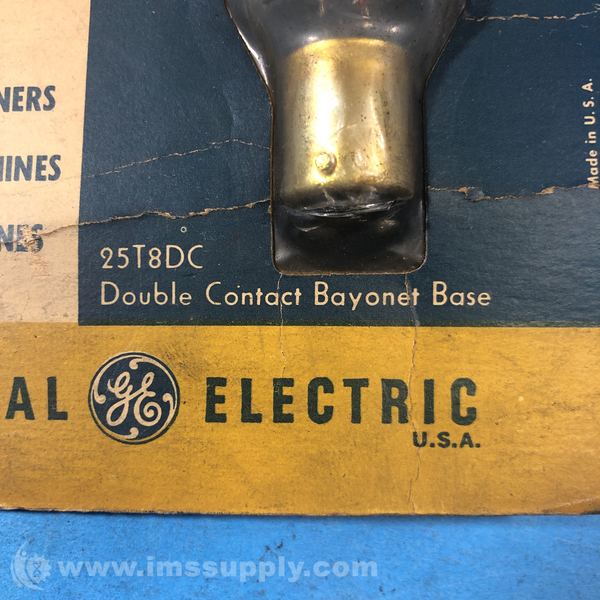 NERS
HINES
NES
Made in U.S.A.
25T8DC
Double Contact Bayonet Base
AL GE ELECTRIC
U.S.A.
www.imssupply.com